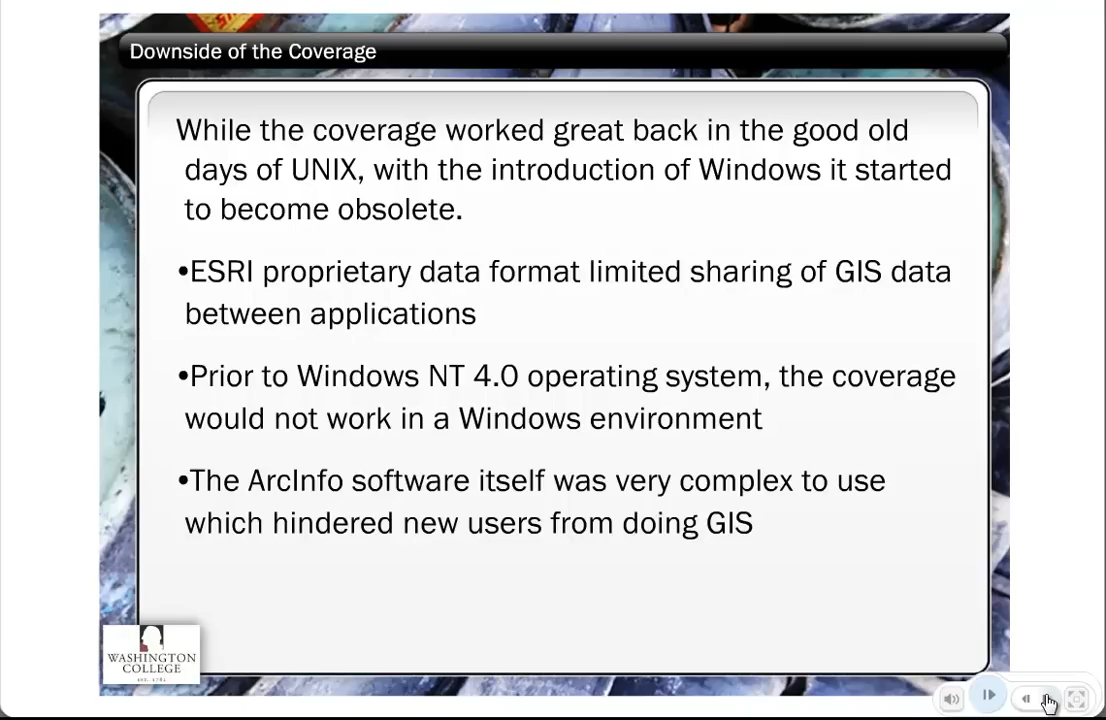 Downside of the Coverage
While the coverage worked great back in the good old
days of UNIX, with the introduction of Windows it started
to become obsolete.
•ESRI proprietary data format limited sharing of GIS data
between applications
•Prior to Windows NT 4.0 operating system, the coverage
would not work in a Windows environment
•The ArcInfo software itself was very complex to use
which hindered new users from doing GIS
WASHINGTON
COLLEGE
EST. 1782